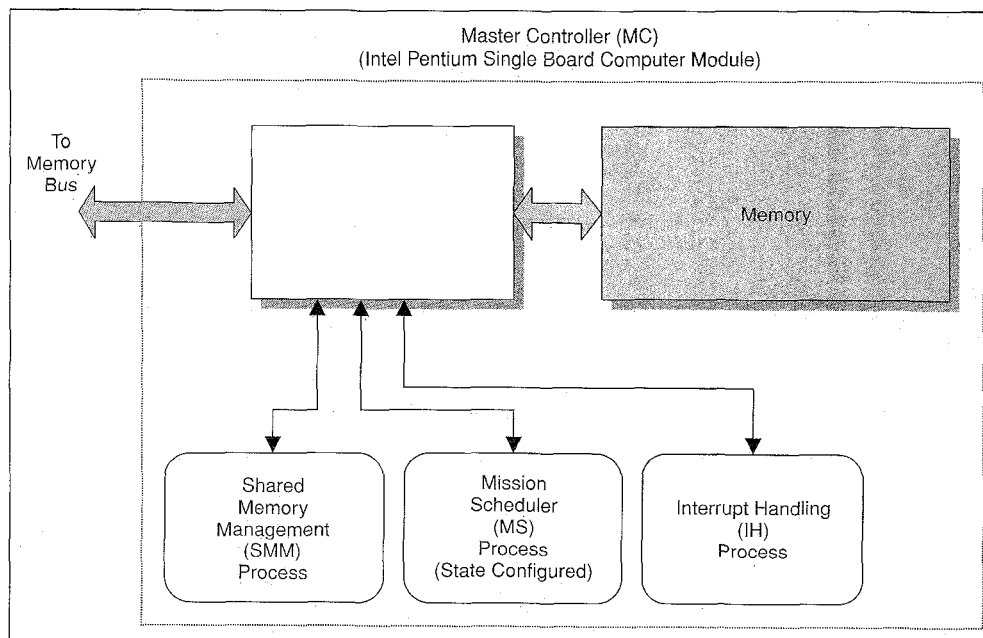 Master Controller (MC)
(Intel Pentium Single Board Computer Module)
To
Memory
Bus
Memory
Shared
Memory
Management
(SMM)
Process
Mission
Scheduler
(MS)
Process
(State Configured)
Interrupt Handling
(IH)
Process